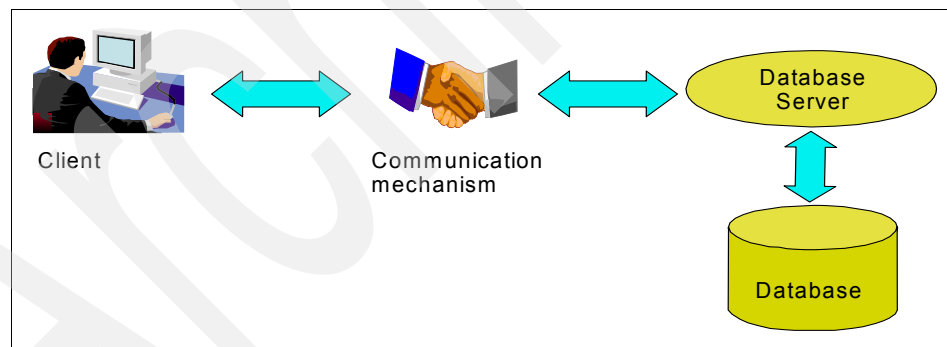 Client
Communication
mechanism
Database
Server
Database